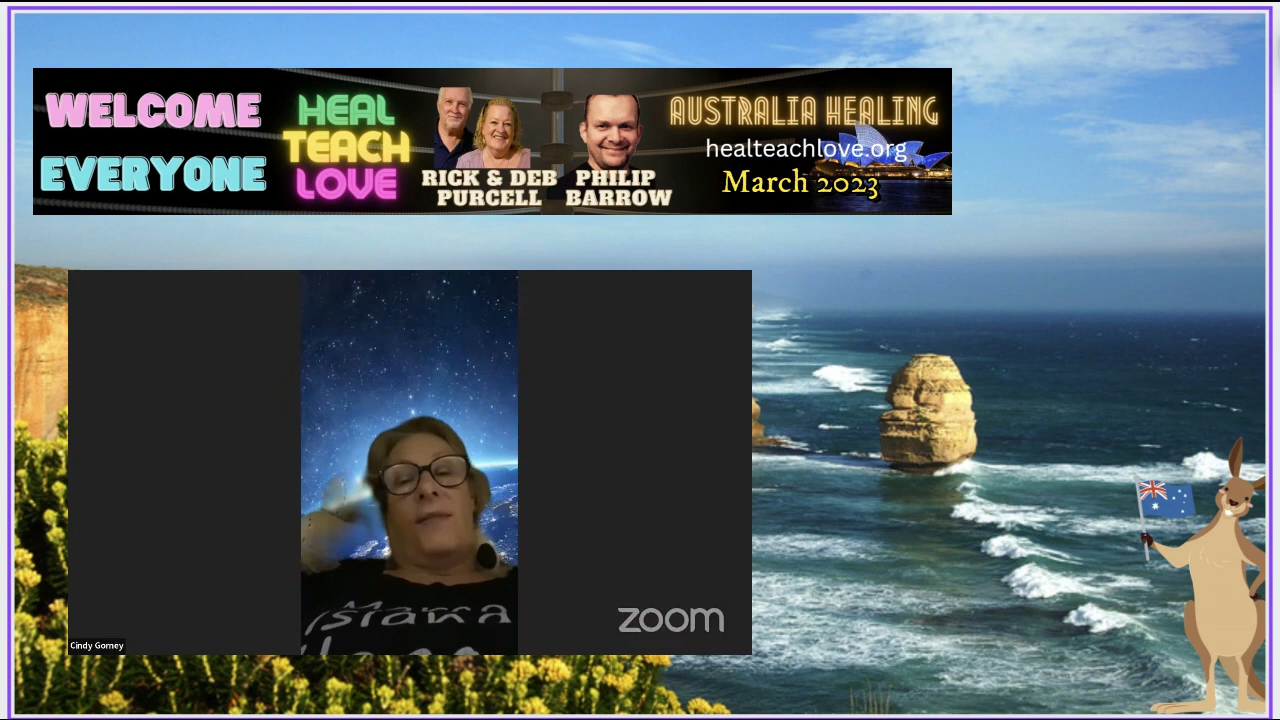 WELCOME
EVERYONE
HEAL
TEACH
LOVE
RICK & DEB
PURCELL
PHILIP
BARROW
AUSTRALIA HEALING
healteachlove.org
March 2023
zoom
Cindy Gorney